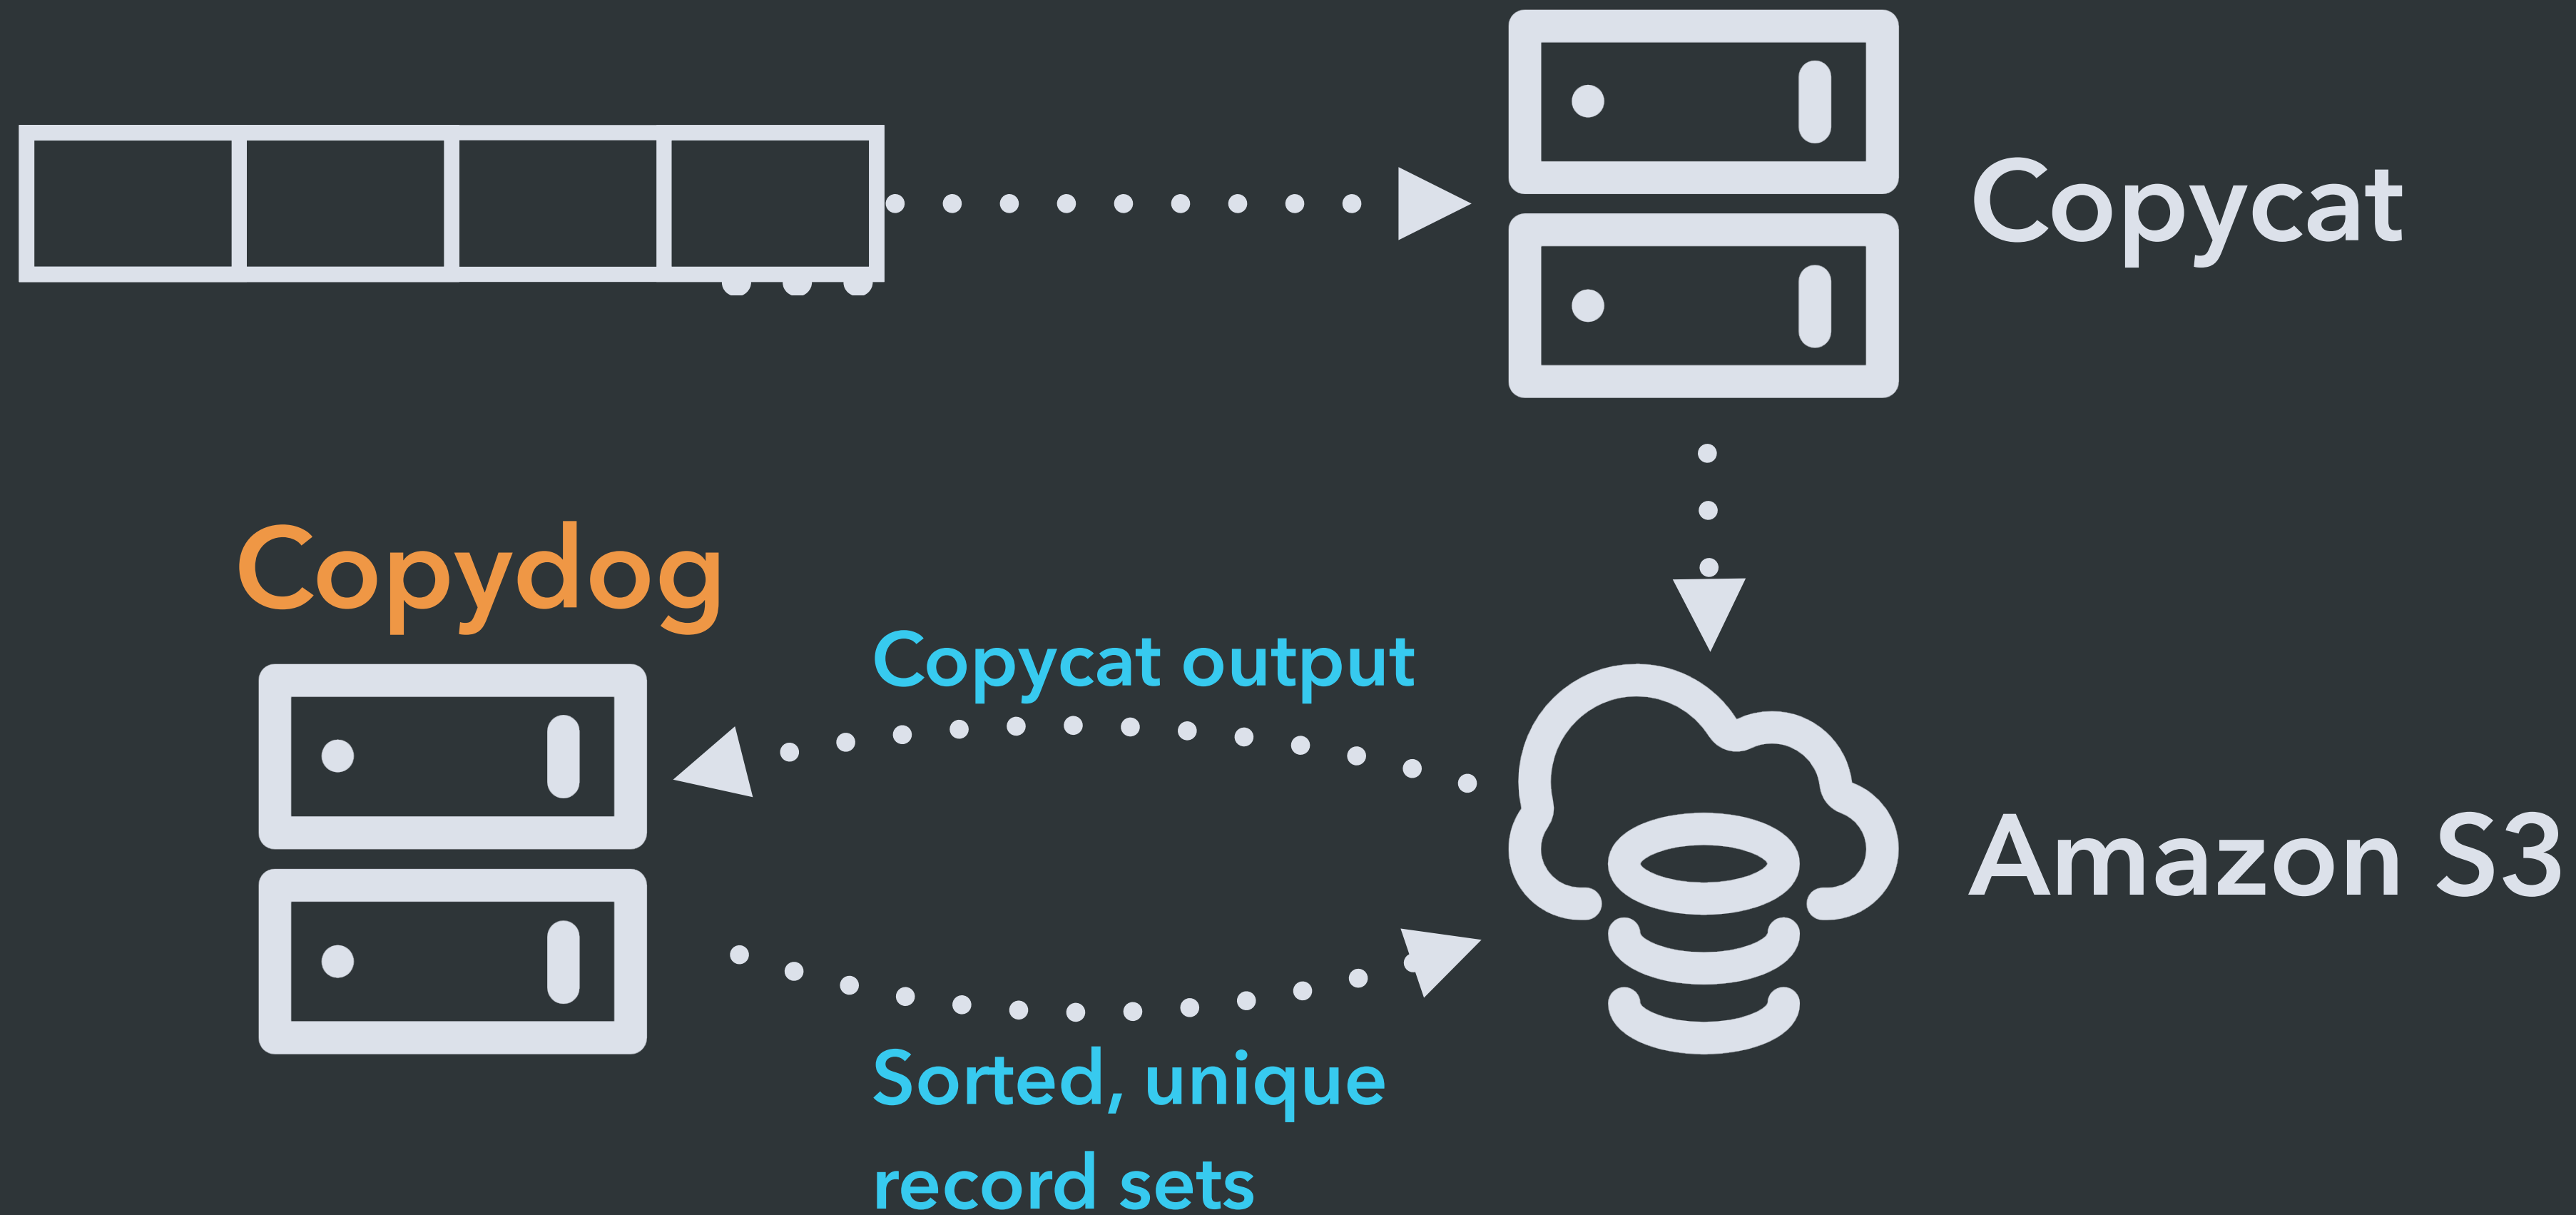 Copycat
Copydog
Copycat output
Amazon S3
Sorted, unique
record sets